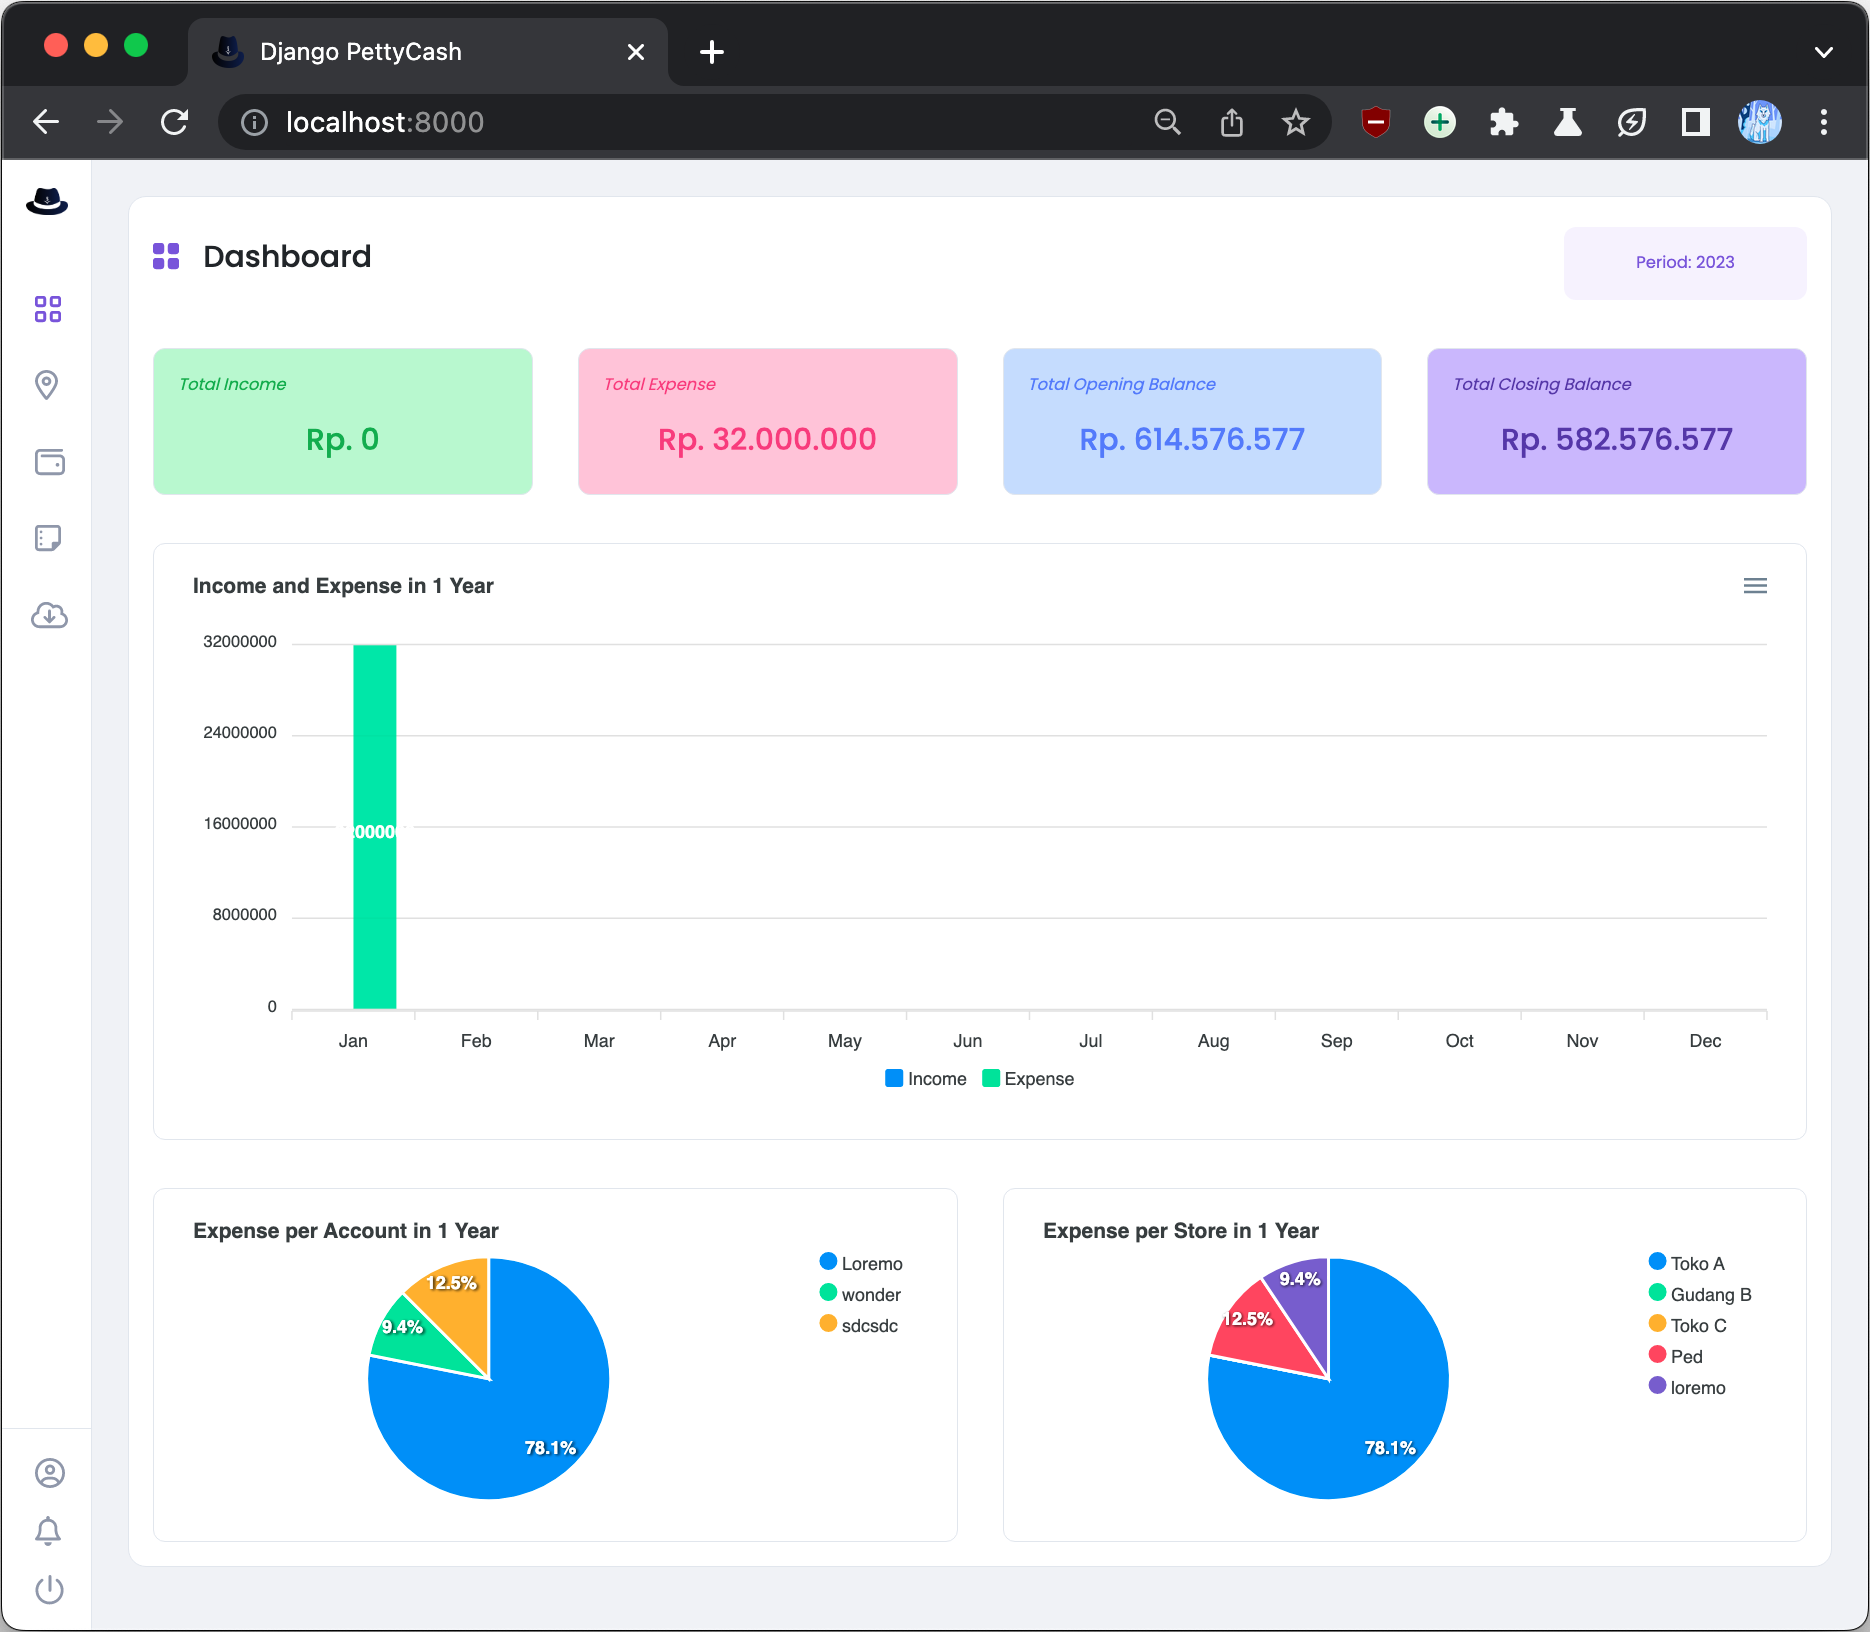 Django PettyCash
localhost:8000
Dashboard
Period: 2023
Total Income
Rp. 0
Total Expense
Rp. 32.000.000
Total Opening Balance
Rp. 614.576.577
Total Closing Balance
Rp. 582.576.577
Income and Expense in 1 Year
32000000
24000000
16000000
8000000
0
Jan Feb Mar Apr May Jun Jul Aug Sep Oct Nov Dec
Income Expense
Expense per Account in 1 Year
12.5%
9.4%
78.1%
Loremo
wonder
sdcsdc
Expense per Store in 1 Year
9.4%
12.5%
78.1%
Toko A
Gudang B
Toko C
Ped
loremo